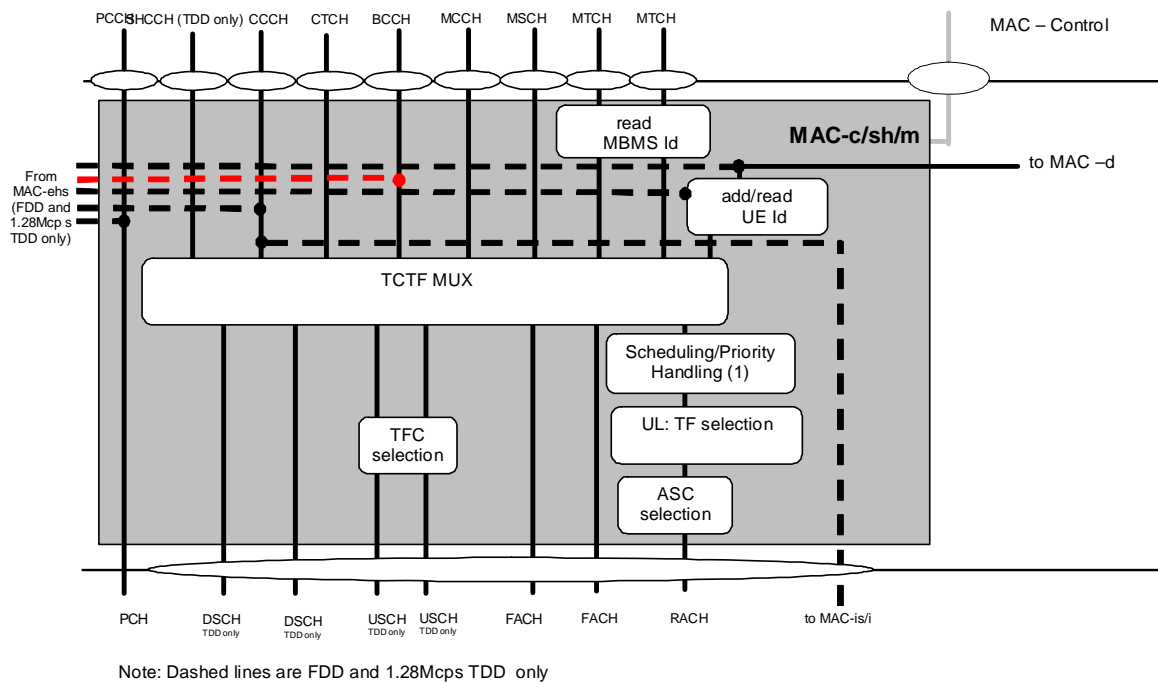 PCCH SHCCH (TDD only) CCCH CTCH BCCH MCCH MSCH MTCH MTCH
MAC – Control
read
MBMS Id
MAC-c/sh/m
to MAC –d
From
MAC-ehs
(FDD and
1.28Mcp s
TDD only)
add/read
UE Id
TCTF MUX
Scheduling/Priority
Handling (1)
UL: TF selection
TFC
selection
ASC
selection
PCH DSCH DSCH USCH USCH FACH FACH RACH to MAC-is/i
TDD only TDD only TDD only TDD only
Note: Dashed lines are FDD and 1.28Mcps TDD only